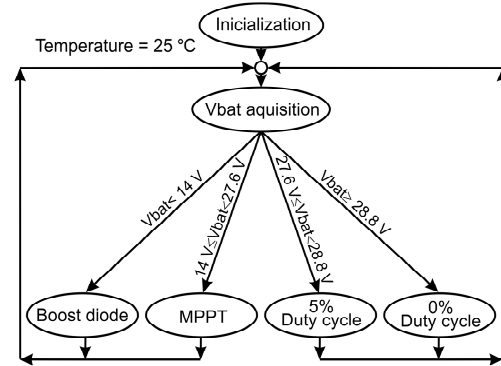 Inicialization
Temperature = 25 ºC
Vbat aquisition
Vbat< 14 V
14 V≤Vbat<27.6 V
27.6 V≤Vbat<28.8 V
Vbat≥ 28.8 V
Boost diode
MPPT
5%
Duty cycle
0%
Duty cycle